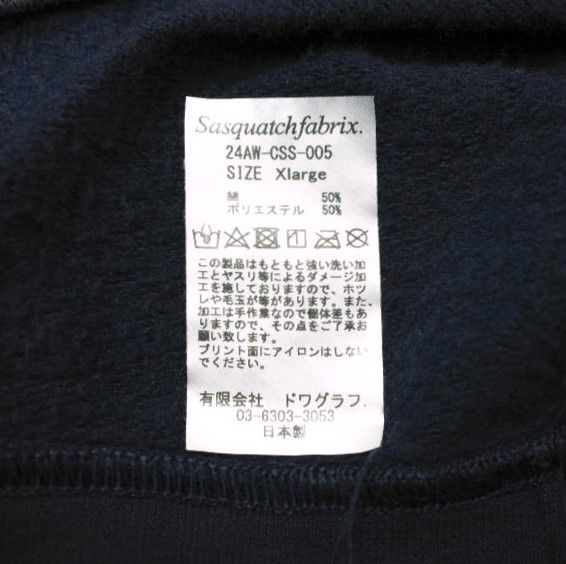 Sasquatchfabrix.
24AW-CSS-005
SIZE Xlarge
綿 50%
ポリエステル 50%
この製品はもともと強い洗い加
工とヤスリ等によるダメージ加
工を施しておりますので、ホツ
レや毛玉が等があります。また、
加工は手作業なので個体差もあ
りますので、その点をご了承お
願い致します。
プリント面にアイロンはしない
でください。
有限会社 ドワグラフ.
03-6303-3053
日本製